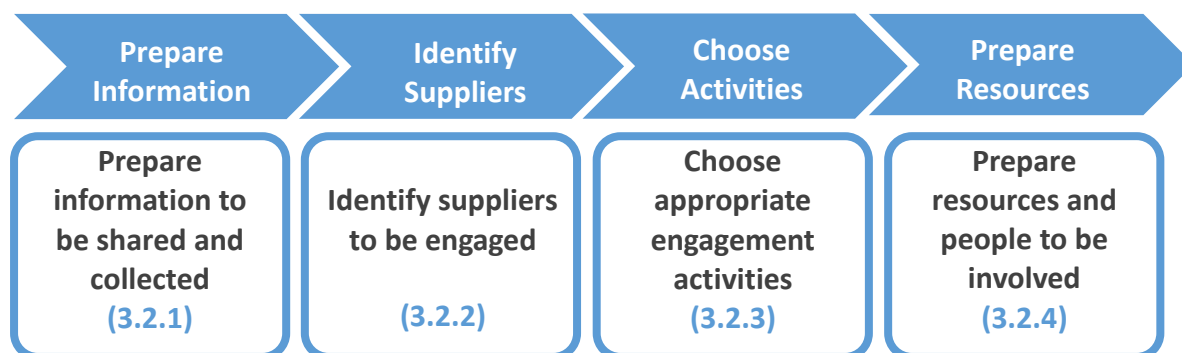 Prepare
Information
Identify
Suppliers
Choose
Activities
Prepare
Resources
Prepare
information to
be shared and
collected
(3.2.1)
Identify suppliers
to be engaged
(3.2.2)
Choose
appropriate
engagement
activities
(3.2.3)
Prepare
resources and
people to be
involved
(3.2.4)